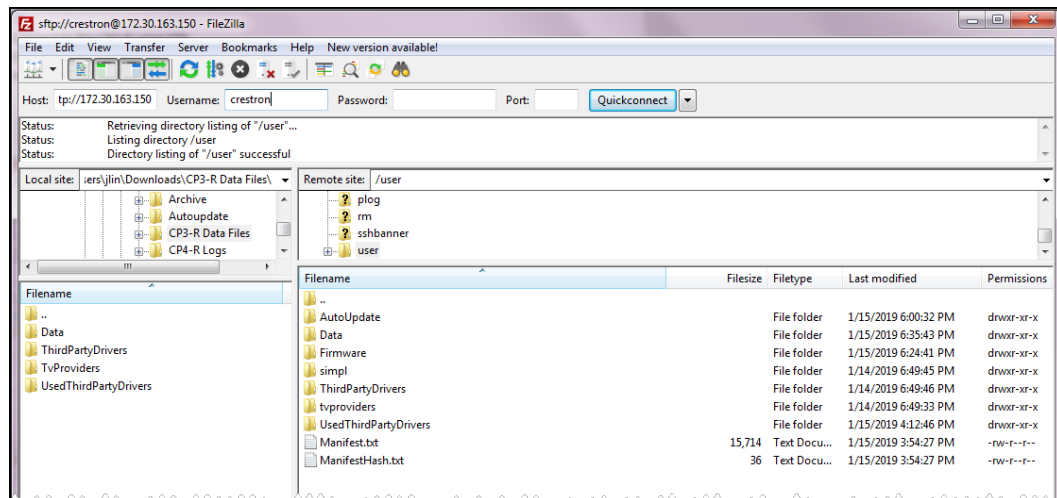 sftp://crestron@172.30.163.150 - FileZilla
File Edit View Transfer Server Bookmarks Help New version available!
Host: tp://172.30.163.150 Username: crestron Password: Port: Quickconnect
Status: Retrieving directory listing of "/user"...
Status: Listing directory /user
Status: Directory listing of "/user" successful
Local site: :ers\jlin\Downloads\CP3-R Data Files\
Archive
Autoupdate
CP3-R Data Files
CP4-R Logs
Filename
..
Data
ThirdPartyDrivers
TvProviders
UsedThirdPartyDrivers
Remote site: /user
plog
rm
sshbanner
user
Filename Filesize Filetype Last modified Permissions
..
AutoUpdate File folder 1/15/2019 6:00:32 PM drwxr-xr-x
Data File folder 1/15/2019 6:35:43 PM drwxr-xr-x
Firmware File folder 1/15/2019 6:24:41 PM drwxr-xr-x
simpl File folder 1/14/2019 6:49:45 PM drwxr-xr-x
ThirdPartyDrivers File folder 1/14/2019 6:49:46 PM drwxr-xr-x
tvproviders File folder 1/14/2019 6:49:33 PM drwxr-xr-x
UsedThirdPartyDrivers File folder 1/15/2019 4:12:46 PM drwxr-xr-x
Manifest.txt 15,714 Text Docu... 1/15/2019 3:54:27 PM -rw-r--r--
ManifestHash.txt 36 Text Docu... 1/15/2019 3:54:27 PM -rw-r--r--